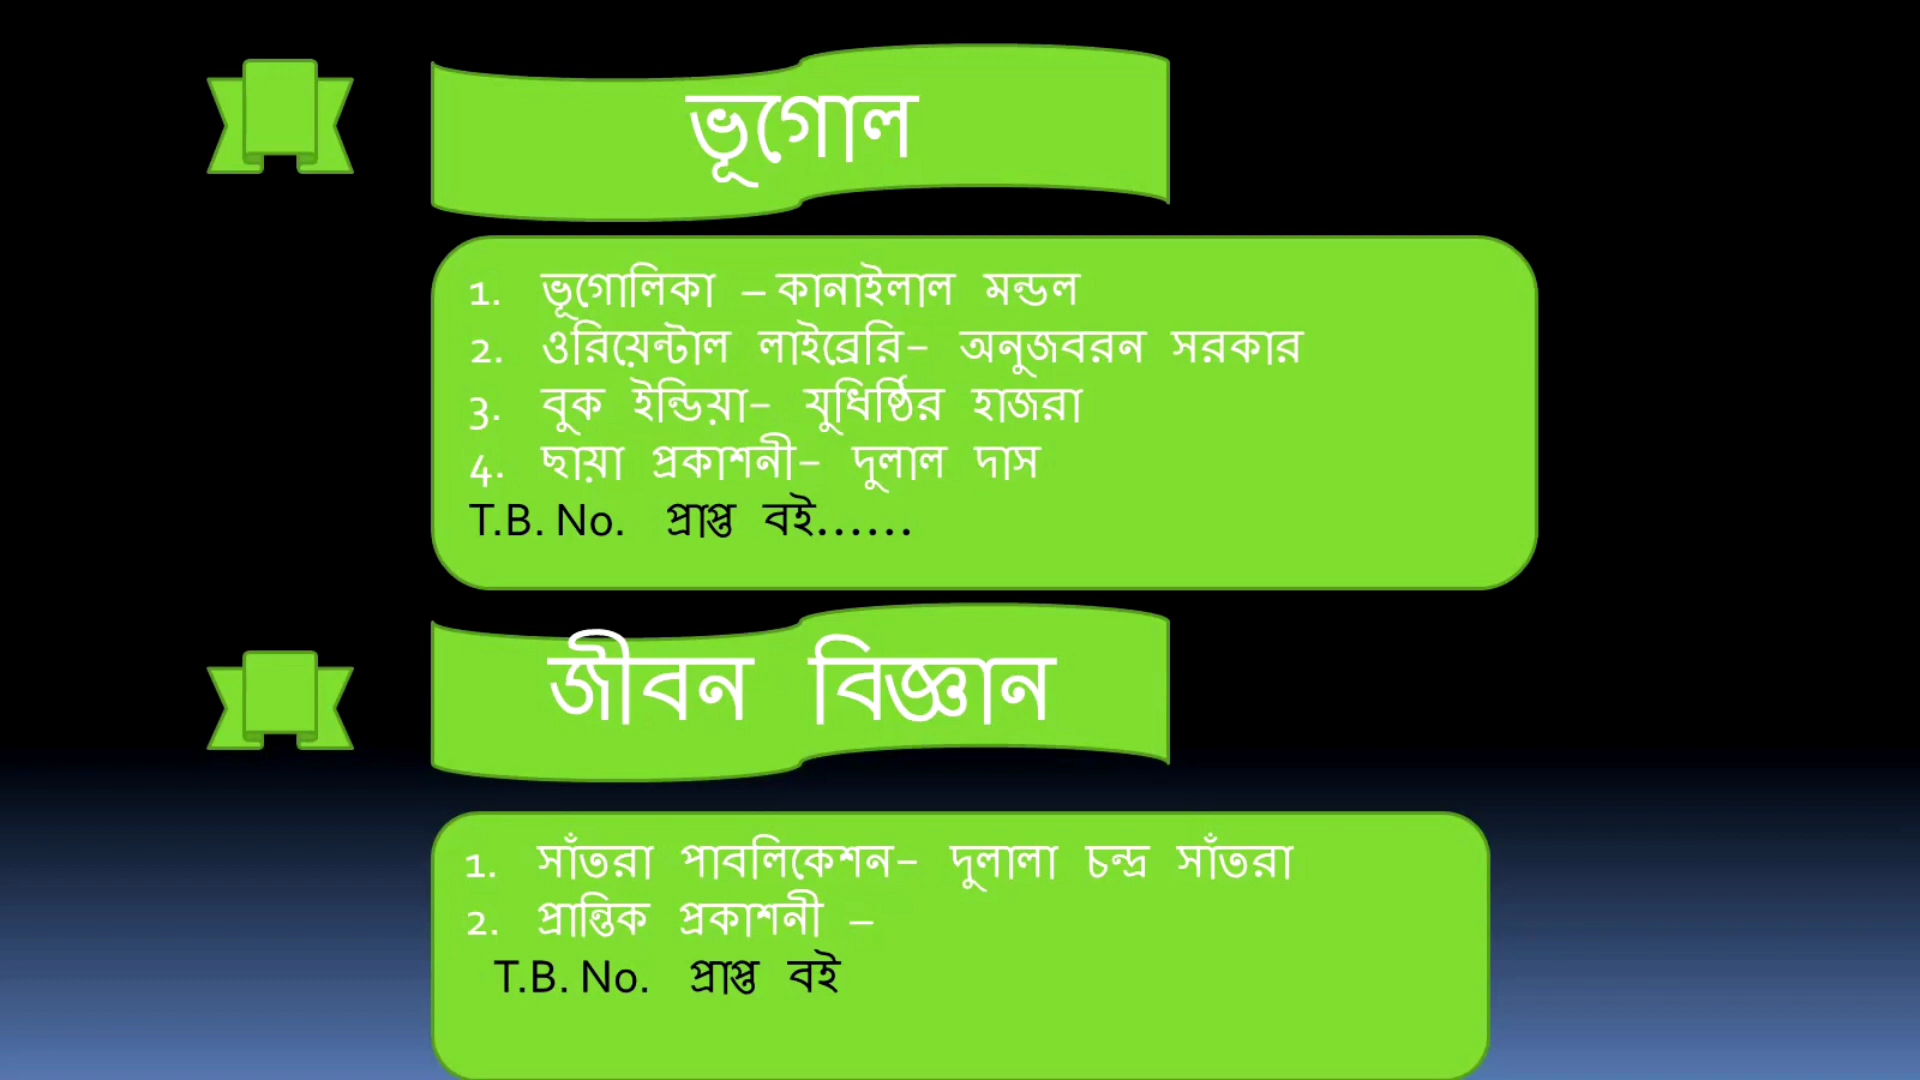 ভূগোল
1. ভূগোলিকা – কানাইলাল মন্ডল
2. ওরিয়েন্টাল লাইব্রেরি- অনুজবরন সরকার
3. বুক ইন্ডিয়া- যুধিষ্ঠির হাজরা
4. ছায়া প্রকাশনী- দুলাল দাস
T.B. No. প্রাপ্ত বই......
জীবন বিজ্ঞান
1. সাঁতরা পাবলিকেশন- দুলালা চন্দ্র সাঁতরা
2. প্রান্তিক প্রকাশনী –
T.B. No. প্রাপ্ত বই